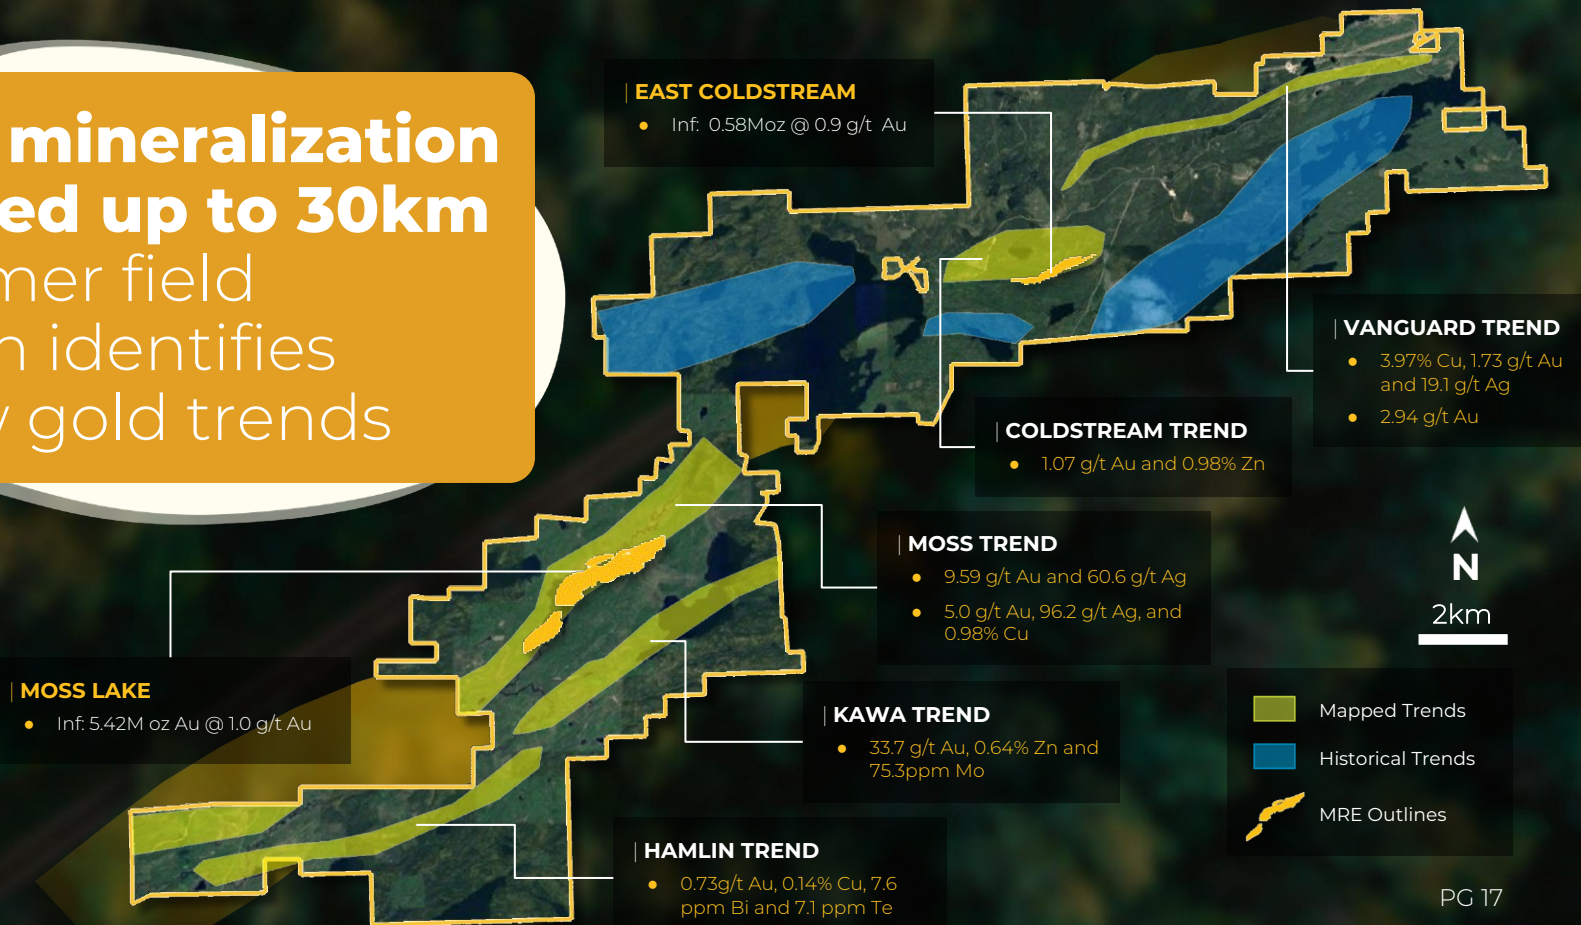 mineralization
up to 30km
field
identifies
gold trends
| EAST COLDSTREAM
● Inf: 0.58Moz @ 0.9 g/t Au
| VANGUARD TREND
● 3.97% Cu, 1.73 g/t Au
and 19.1 g/t Ag
● 2.94 g/t Au
| COLDSTREAM TREND
● 1.07 g/t Au and 0.98% Zn
| MOSS TREND
● 9.59 g/t Au and 60.6 g/t Ag
● 5.0 g/t Au, 96.2 g/t Ag, and
0.98% Cu
N
2km
| MOSS LAKE
● Inf: 5.42M oz Au @ 1.0 g/t Au
| KAWA TREND
● 33.7 g/t Au, 0.64% Zn and
75.3ppm Mo
| HAMLIN TREND
● 0.73g/t Au, 0.14% Cu, 7.6
ppm Bi and 7.1 ppm Te
Mapped Trends
Historical Trends
MRE Outlines
PG 17